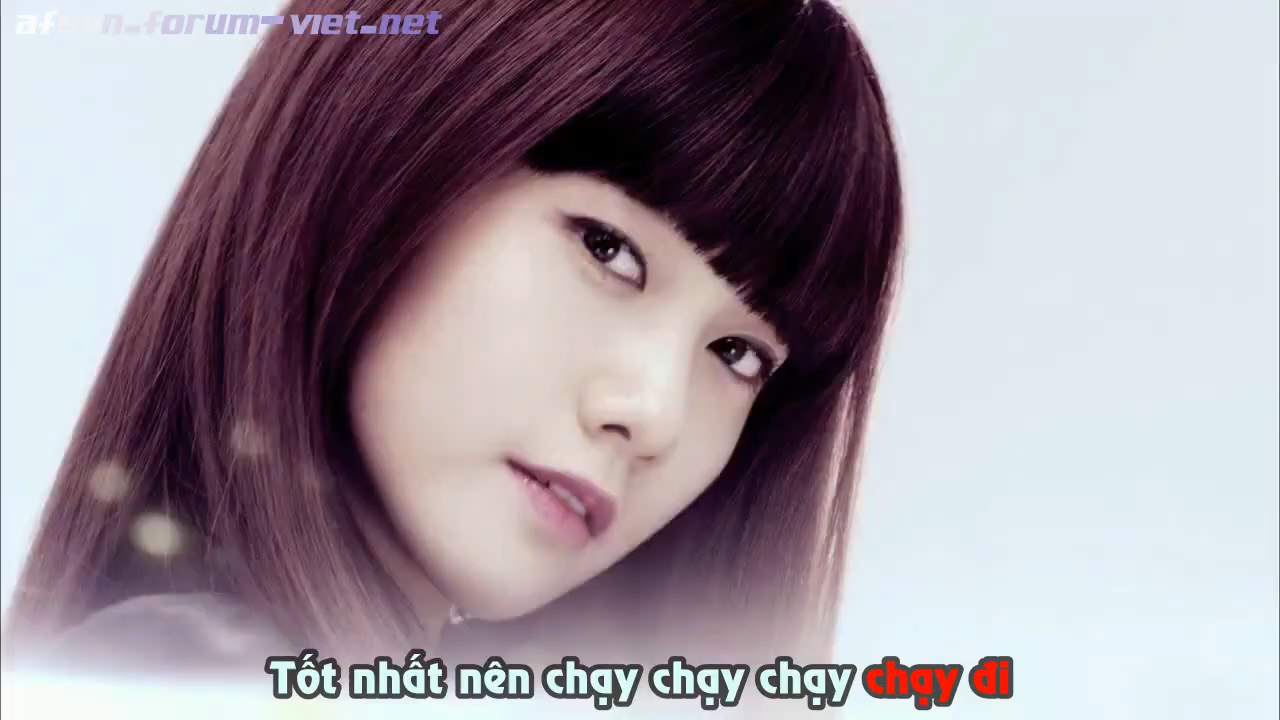 forum-viet.net
Tốt nhất nên chạy chạy chạy chạy đi